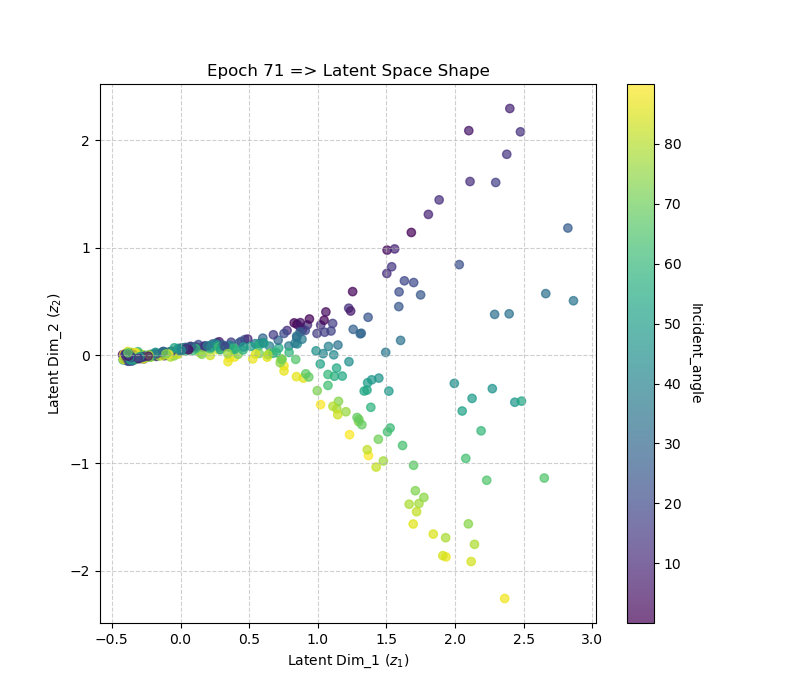 Epoch 71 => Latent Space Shape
2
1
0
−1
−2
Latent Dim_2 (z₂)
−0.5 0.0 0.5 1.0 1.5 2.0 2.5 3.0
Latent Dim_1 (z₁)
80
70
60
50
40
30
20
10
Incident_angle